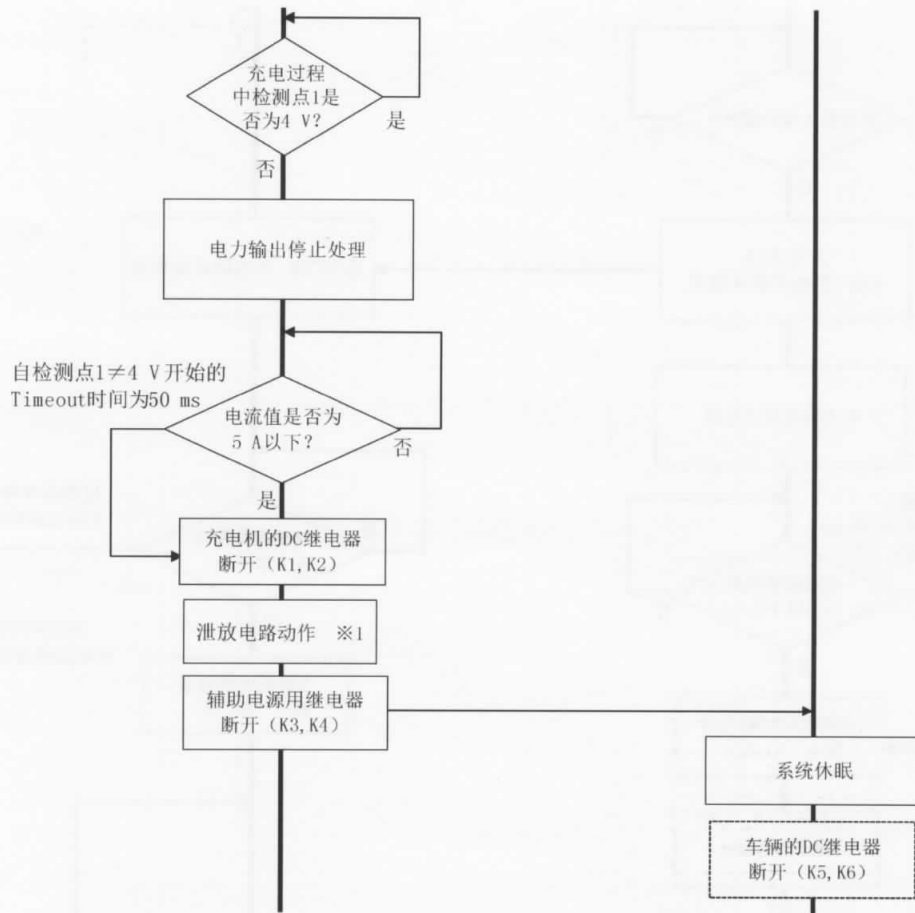 充电过程
中检测点1是
否为4 V?
是
否
电力输出停止处理
自检测点1≠4 V开始的
Timeout时间为50 ms
电流值是否为
5 A以下?
否
是
充电机的DC继电器
断开（K1,K2）
泄放电路动作 ※1
辅助电源用继电器
断开（K3,K4）
系统休眠
车辆的DC继电器
断开（K5,K6）